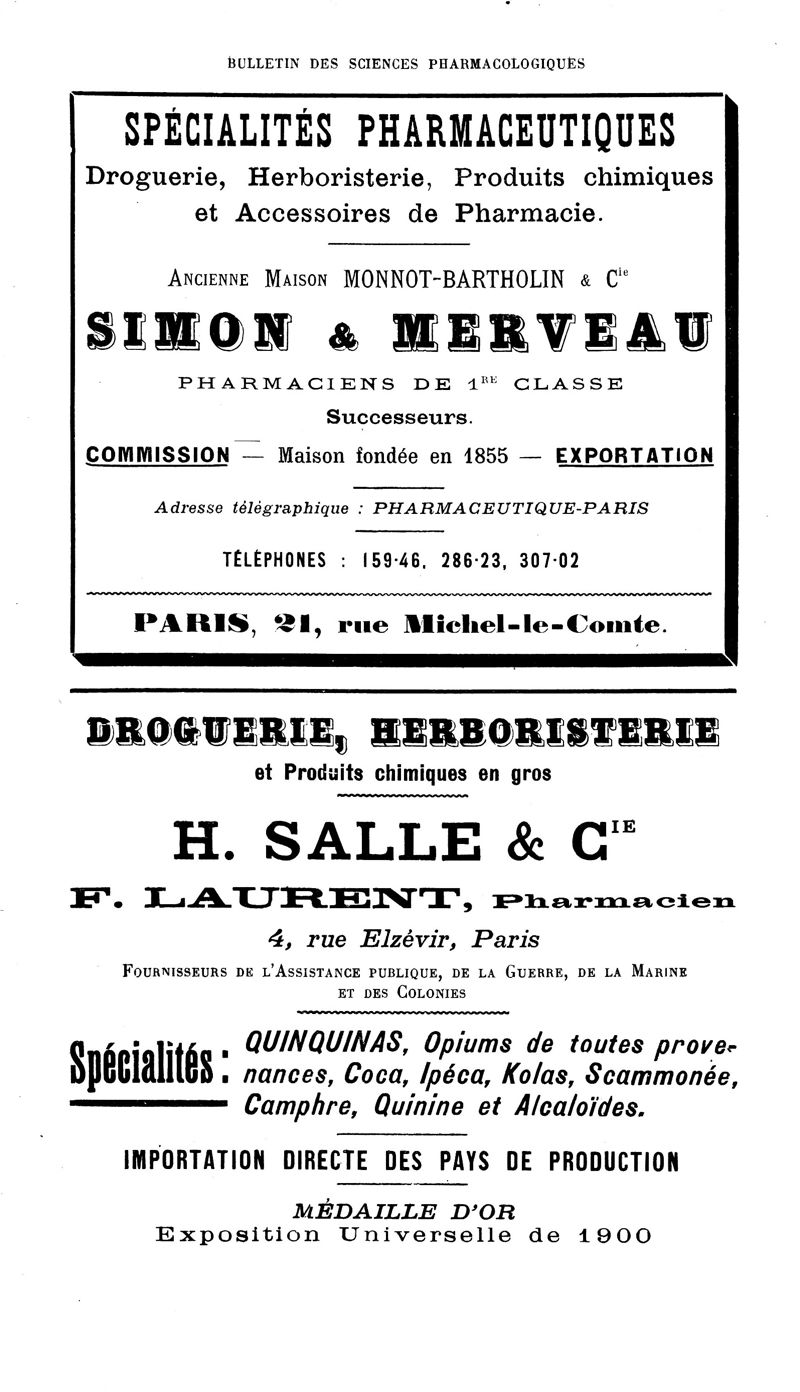 BULLETIN DES SCIENCES PHARMACOLOGIQUES
SPÉCIALITÉS PHARMACEUTIQUES
Droguerie, Herboristerie, Produits chimiques
et Accessoires de Pharmacie.
ANCIENNE MAISON MONNOT-BARTHOLIN & Cie
SIMON & MERVEAU
PHARMACIENS DE 1RE CLASSE
Successeurs.
COMMISSION — Maison fondée en 1855 — EXPORTATION
Adresse télégraphique : PHARMACEUTIQUE-PARIS
TÉLÉPHONES : 159-46, 286-23, 307-02
PARIS, 21, rue Michel-le-Comte.
DROGUERIE, HERBORISTERIE
et Produits chimiques en gros
H. SALLE & CIE
F. LAURENT, Pharmacien
4, rue Elzévir, Paris
FOURNISSEURS DE L'ASSISTANCE PUBLIQUE, DE LA GUERRE, DE LA MARINE
ET DES COLONIES
Spécialités : QUINQUINAS, Opiums de toutes prove-
nances, Coca, Ipéca, Kolas, Scammonée,
Camphre, Quinine et Alcaloïdes.
IMPORTATION DIRECTE DES PAYS DE PRODUCTION
MÉDAILLE D'OR
Exposition Universelle de 1900